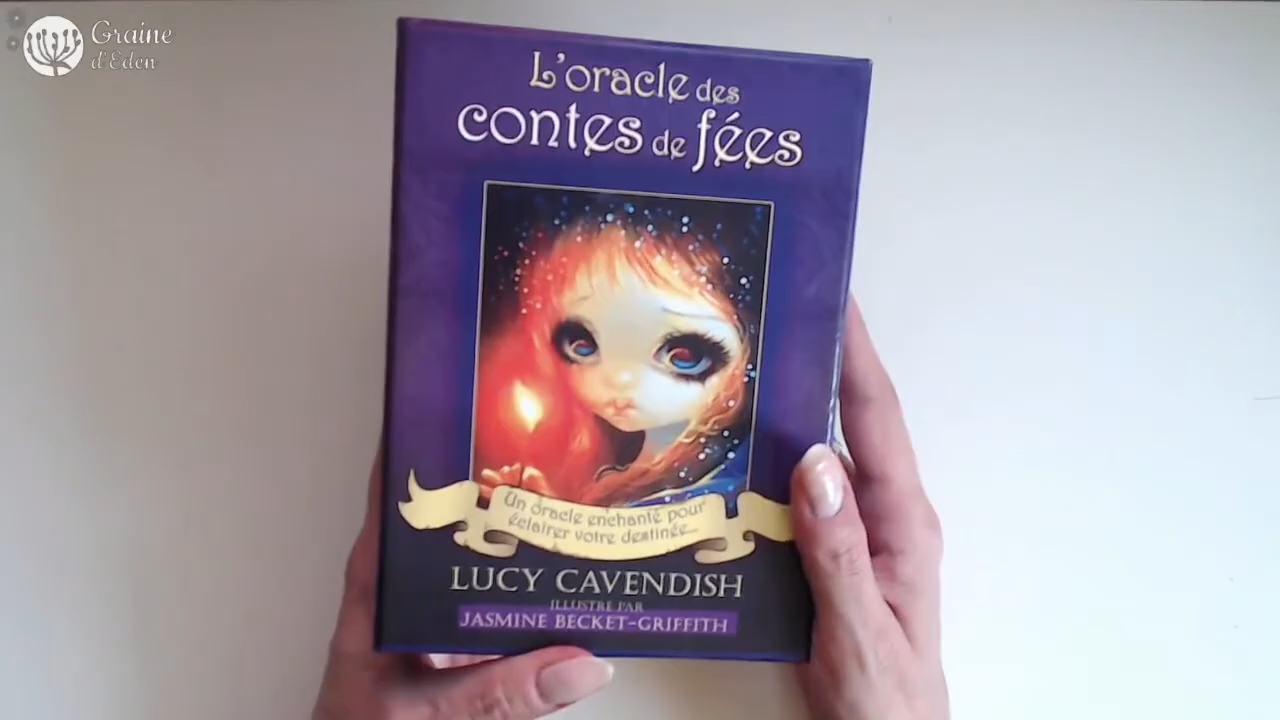 Graine
d'Eden
L'oracle des
contes de fées
Un oracle enchanté pour
éclairer votre destinée...
LUCY CAVENDISH
ILLUSTRÉ PAR
JASMINE BECKET-GRIFFITH